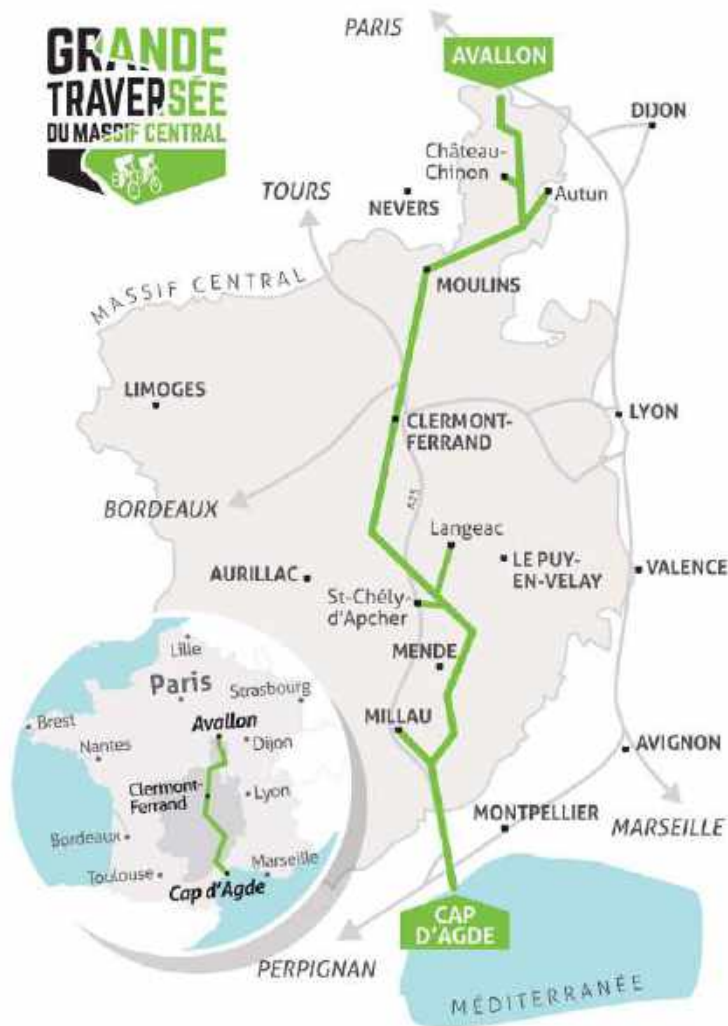 GRANDE
TRAVERSÉE
DU MASSIF CENTRAL
PARIS
AVALLON
DIJON
Château-
Chinon
Autun
TOURS
NEVERS
MASSIF CENTRAL
MOULINS
LIMOGES
CLERMONT-
FERRAND
LYON
BORDEAUX
A75
Langeac
AURILLAC
LE PUY-
EN-VELAY
VALENCE
St-Chély-
d'Apcher
MENDE
MILLAU
AVIGNON
MONTPELLIER
MARSEILLE
CAP
D'AGDE
PERPIGNAN
MÉDITERRANÉE
Lille
Paris
Strasbourg
Brest
Avallon
Nantes
Dijon
Clermont-
Ferrand
Lyon
Bordeaux
Toulouse
Marseille
Cap d'Agde